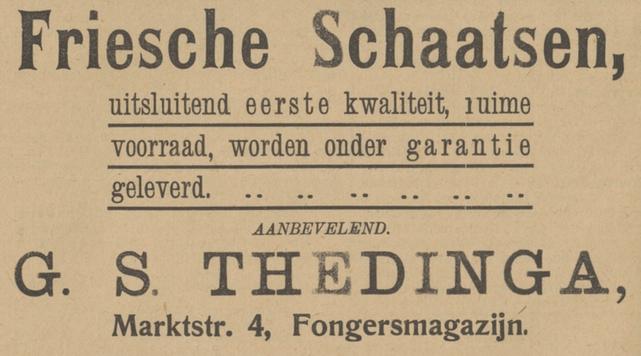 Friesche Schaatsen,
uitsluitend eerste kwaliteit, ruime
voorraad, worden onder garantie
geleverd. .. .. .. .. .. ..
AANBEVELEND.
G. S. THEDINGA,
Marktstr. 4, Fongersmagazijn.